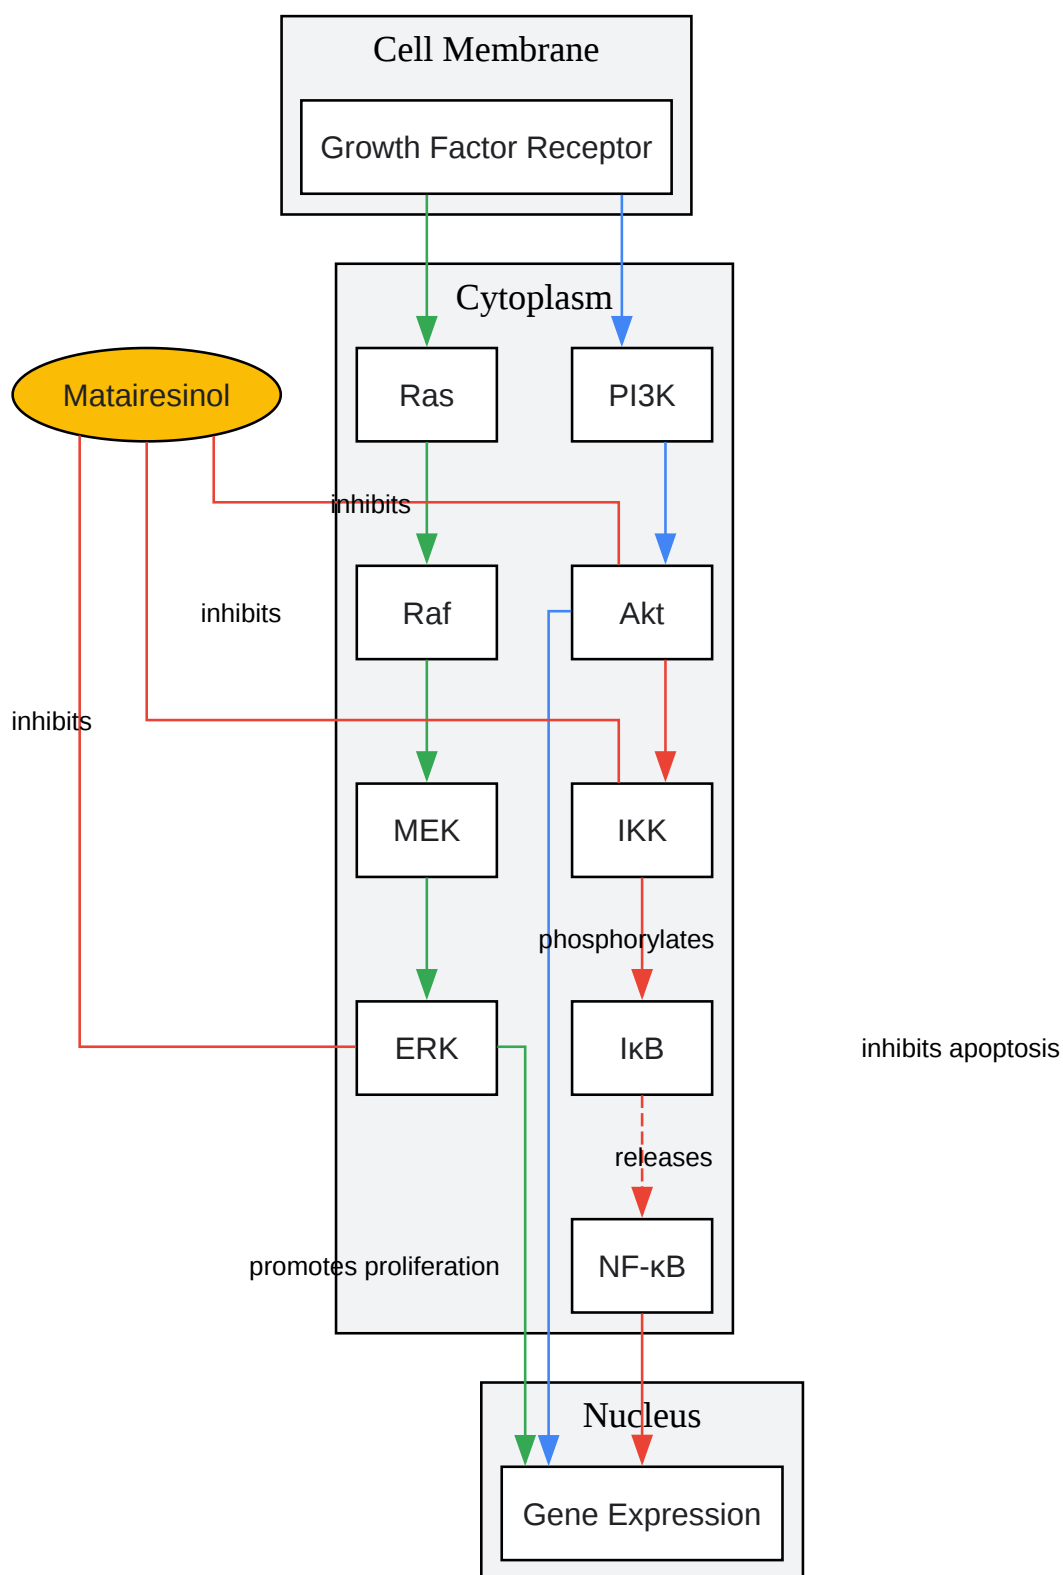 Cell Membrane
Growth Factor Receptor
Cytoplasm
Matairesinol
Ras
PI3K
inhibits
inhibits
Raf
Akt
inhibits
MEK
IKK
phosphorylates
ERK
IκB
inhibits apoptosis
releases
promotes proliferation
NF-κB
Nucleus
Gene Expression